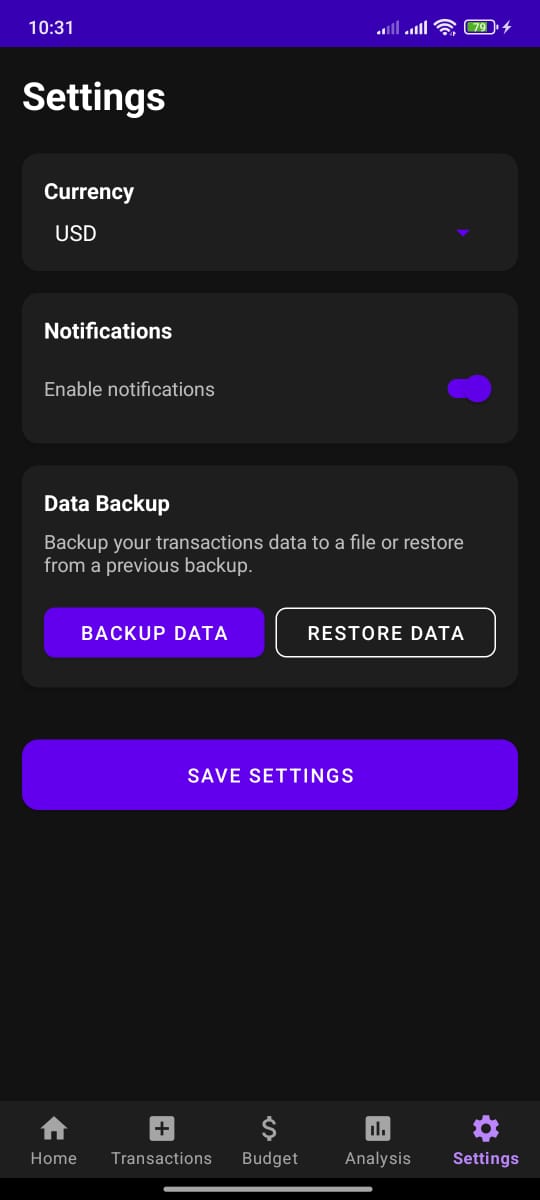 10:31
79
Settings
Currency
USD
Notifications
Enable notifications
Data Backup
Backup your transactions data to a file or restore
from a previous backup.
BACKUP DATA
RESTORE DATA
SAVE SETTINGS
Home
Transactions
Budget
Analysis
Settings